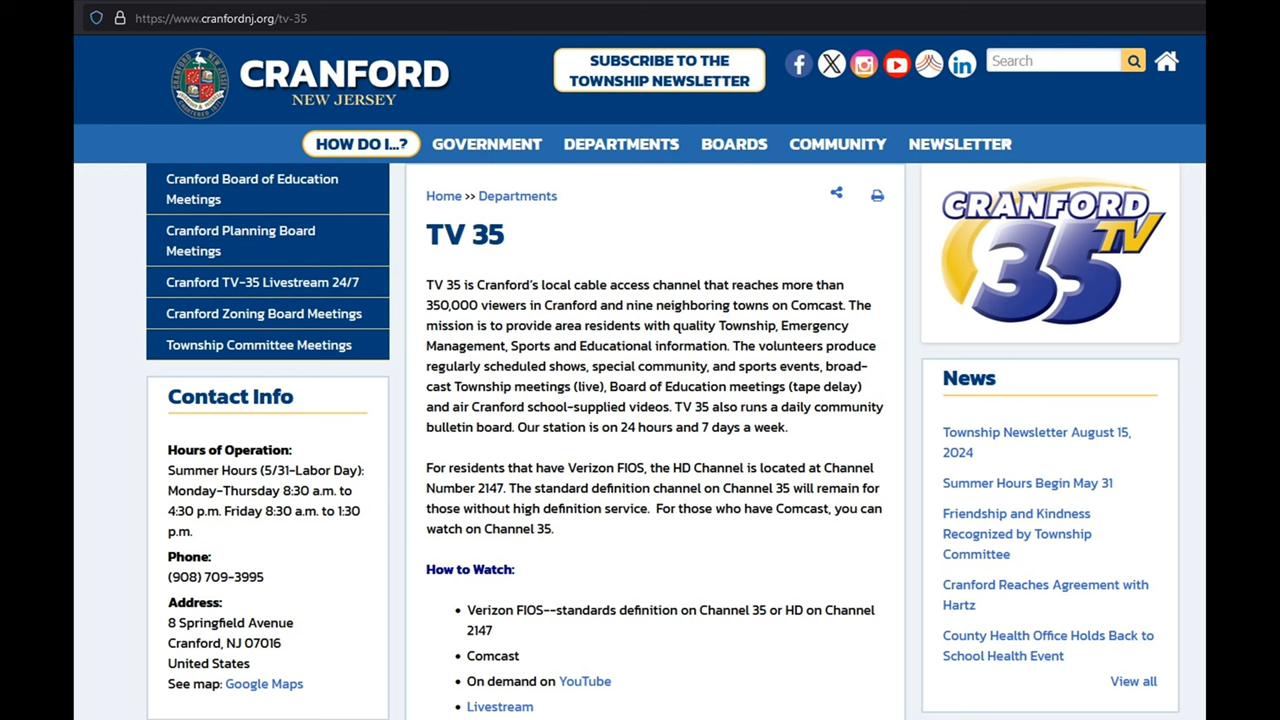 https://www.cranfordnj.org/tv-35
CRANFORD
NEW JERSEY
SUBSCRIBE TO THE
TOWNSHIP NEWSLETTER
Search
HOW DO I...? GOVERNMENT DEPARTMENTS BOARDS COMMUNITY NEWSLETTER
Cranford Board of Education
Meetings
Cranford Planning Board
Meetings
Cranford TV-35 Livestream 24/7
Cranford Zoning Board Meetings
Township Committee Meetings
Contact Info
Hours of Operation:
Summer Hours (5/31-Labor Day):
Monday-Thursday 8:30 a.m. to
4:30 p.m. Friday 8:30 a.m. to 1:30
p.m.
Phone:
(908) 709-3995
Address:
8 Springfield Avenue
Cranford, NJ 07016
United States
See map: Google Maps
Home >> Departments
TV 35
TV 35 is Cranford's local cable access channel that reaches more than
350,000 viewers in Cranford and nine neighboring towns on Comcast. The
mission is to provide area residents with quality Township, Emergency
Management, Sports and Educational information. The volunteers produce
regularly scheduled shows, special community, and sports events, broad-
cast Township meetings (live), Board of Education meetings (tape delay)
and air Cranford school-supplied videos. TV 35 also runs a daily community
bulletin board. Our station is on 24 hours and 7 days a week.
For residents that have Verizon FIOS, the HD Channel is located at Channel
Number 2147. The standard definition channel on Channel 35 will remain for
those without high definition service. For those who have Comcast, you can
watch on Channel 35.
How to Watch:
• Verizon FIOS--standards definition on Channel 35 or HD on Channel
2147
• Comcast
• On demand on YouTube
• Livestream
CRANFORD
35
TV
News
Township Newsletter August 15,
2024
Summer Hours Begin May 31
Friendship and Kindness
Recognized by Township
Committee
Cranford Reaches Agreement with
Hartz
County Health Office Holds Back to
School Health Event
View all